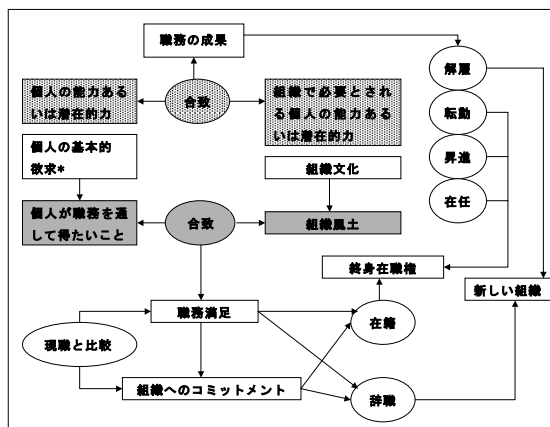 職務の成果
解雇
個人の能力ある
いは潜在的力
合致
組織で必要とされ
る個人の能力ある
いは潜在的力
転動
個人の基本的
欲求*
組織文化
昇進
在任
個人が職務を通
して得たいこと
合致
組織風土
終身在職権
新しい組織
職務満足
在籍
現職と比較
組織へのコミットメント
辞職